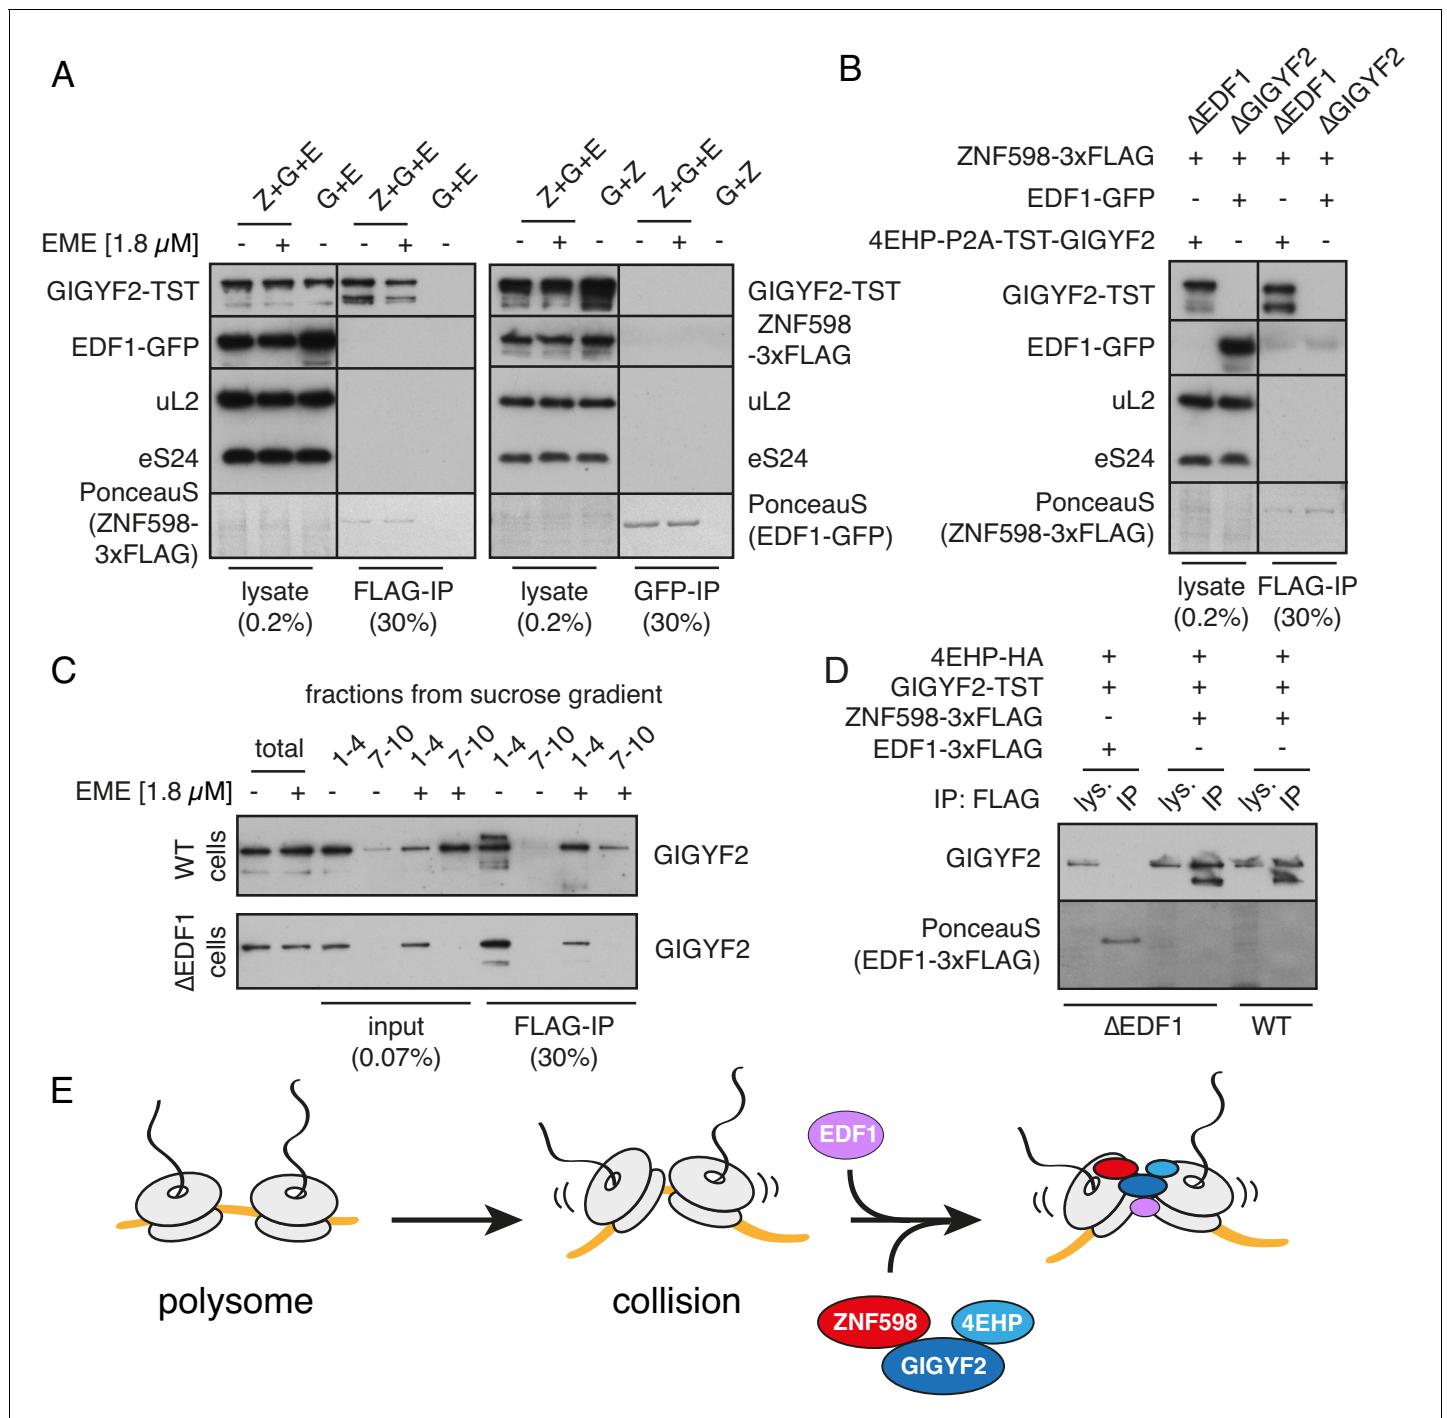 A
Z+G+E
G+E
Z+G+E
G+E
Z+G+E
G+Z
Z+G+E
G+Z
EME [1.8 µM]
- + - - + - - + - - + -
GIGYF2-TST
EDF1-GFP
uL2
eS24
PonceauS
(ZNF598-
3xFLAG)
GIGYF2-TST
ZNF598
-3xFLAG
uL2
eS24
PonceauS
(EDF1-GFP)
lysate
(0.2%)
FLAG-IP
(30%)
lysate
(0.2%)
GFP-IP
(30%)
B
ΔEDF1
ΔGIGYF2
ΔEDF1
ΔGIGYF2
ZNF598-3xFLAG + + + +
EDF1-GFP - + - +
4EHP-P2A-TST-GIGYF2 + - + -
GIGYF2-TST
EDF1-GFP
uL2
eS24
PonceauS
(ZNF598-3xFLAG)
lysate
(0.2%)
FLAG-IP
(30%)
C
fractions from sucrose gradient
total 1-4 7-10 1-4 7-10 1-4 7-10 1-4 7-10
EME [1.8 µM] - + - - + + - - + +
WT
cells
GIGYF2
ΔEDF1
cells
GIGYF2
input
(0.07%)
FLAG-IP
(30%)
D
4EHP-HA + + +
GIGYF2-TST + + +
ZNF598-3xFLAG - + +
EDF1-3xFLAG + - -
IP: FLAG lys. IP lys. IP lys. IP
GIGYF2
PonceauS
(EDF1-3xFLAG)
ΔEDF1 WT
E
polysome
collision
EDF1
ZNF598
4EHP
GIGYF2